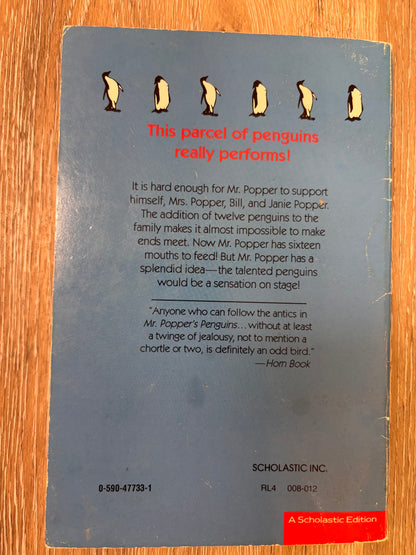 This parcel of penguins
really performs!
It is hard enough for Mr. Popper to support
himself, Mrs. Popper, Bill, and Janie Popper.
The addition of twelve penguins to the
family makes it almost impossible to make
ends meet. Now Mr. Popper has sixteen
mouths to feed! But Mr. Popper has a
splendid idea—the talented penguins
would be a sensation on stage!
"Anyone who can follow the antics in
Mr. Popper's Penguins... without at least
a twinge of jealousy, not to mention a
chortle or two, is definitely an odd bird."
—Horn Book
SCHOLASTIC INC.
0-590-47733-1
RL4 008-012
A Scholastic Edition